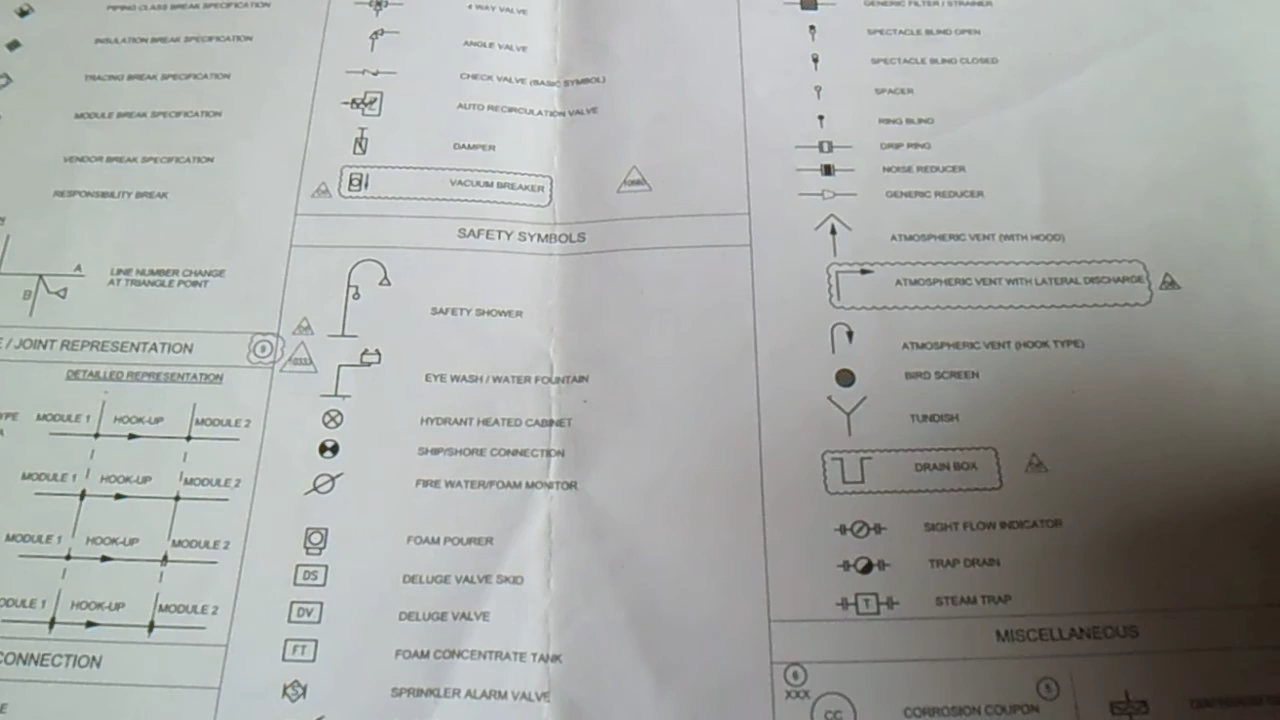 PIPING CLASS BREAK SPECIFICATION
INSULATION BREAK SPECIFICATION
TRACING BREAK SPECIFICATION
MODULE BREAK SPECIFICATION
VENDOR BREAK SPECIFICATION
RESPONSIBILITY BREAK
A
B
LINE NUMBER CHANGE
AT TRIANGLE POINT
/ JOINT REPRESENTATION
9
DETAILLED REPRESENTATION
MODULE 1 HOOK-UP MODULE 2
MODULE 1 HOOK-UP MODULE 2
MODULE 1 HOOK-UP MODULE 2
MODULE 1 HOOK-UP MODULE 2
CONNECTION
4 WAY VALVE
ANGLE VALVE
CHECK VALVE (BASIC SYMBOL)
AUTO RECIRCULATION VALVE
DAMPER
VACUUM BREAKER
SAFETY SYMBOLS
SAFETY SHOWER
10333
EYE WASH / WATER FOUNTAIN
HYDRANT HEATED CABINET
SHIP/SHORE CONNECTION
FIRE WATER/FOAM MONITOR
FOAM POURER
DS DELUGE VALVE SKID
DV DELUGE VALVE
FT FOAM CONCENTRATE TANK
S SPRINKLER ALARM VALVE
GENERIC FILTER / STRAINER
SPECTACLE BLIND OPEN
SPECTACLE BLIND CLOSED
SPACER
RING BLIND
DRIP RING
NOISE REDUCER
GENERIC REDUCER
ATMOSPHERIC VENT (WITH HOOD)
ATMOSPHERIC VENT WITH LATERAL DISCHARGE
ATMOSPHERIC VENT (HOOK TYPE)
BIRD SCREEN
TUNDISH
DRAIN BOX
SIGHT FLOW INDICATOR
TRAP DRAIN
T STEAM TRAP
MISCELLANEOUS
6
XXX
CC CORROSION COUPON
5